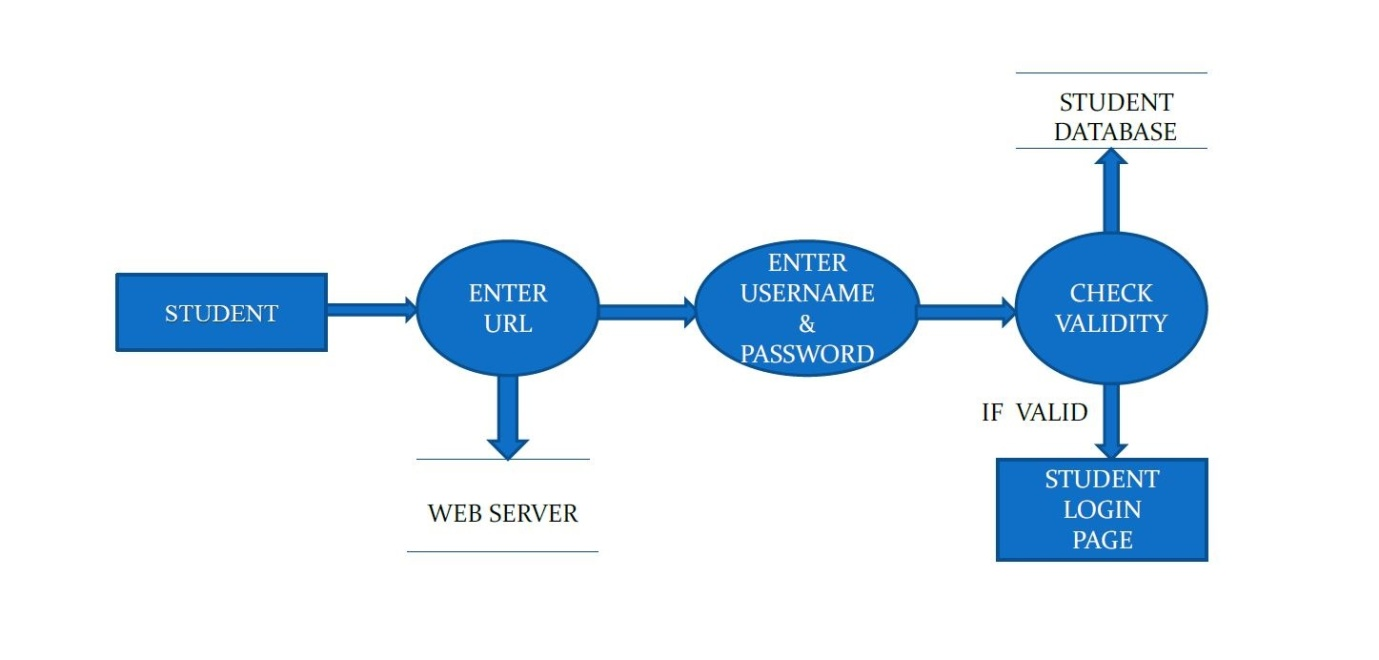 STUDENT
DATABASE
STUDENT
ENTER
URL
ENTER
USERNAME
&
PASSWORD
CHECK
VALIDITY
IF VALID
WEB SERVER
STUDENT
LOGIN
PAGE